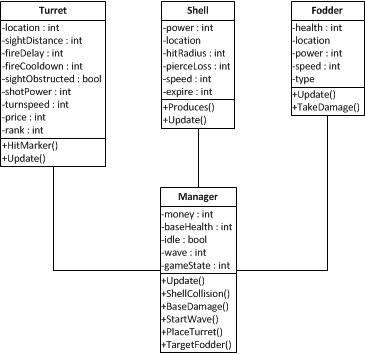 Turret
-location : int
-sightDistance : int
-fireDelay : int
-fireCooldown : int
-sightObstructed : bool
-shotPower : int
-turnspeed : int
-price : int
-rank : int
+HitMarker()
+Update()
Shell
-power : int
-location
-hitRadius : int
-pierceLoss : int
-speed : int
-expire : int
+Produces()
+Update()
Fodder
-health : int
-location
-power : int
-speed : int
-type
+Update()
+TakeDamage()
Manager
-money : int
-baseHealth : int
-idle : bool
-wave : int
-gameState : int
+Update()
+ShellCollision()
+BaseDamage()
+StartWave()
+PlaceTurret()
+TargetFodder()